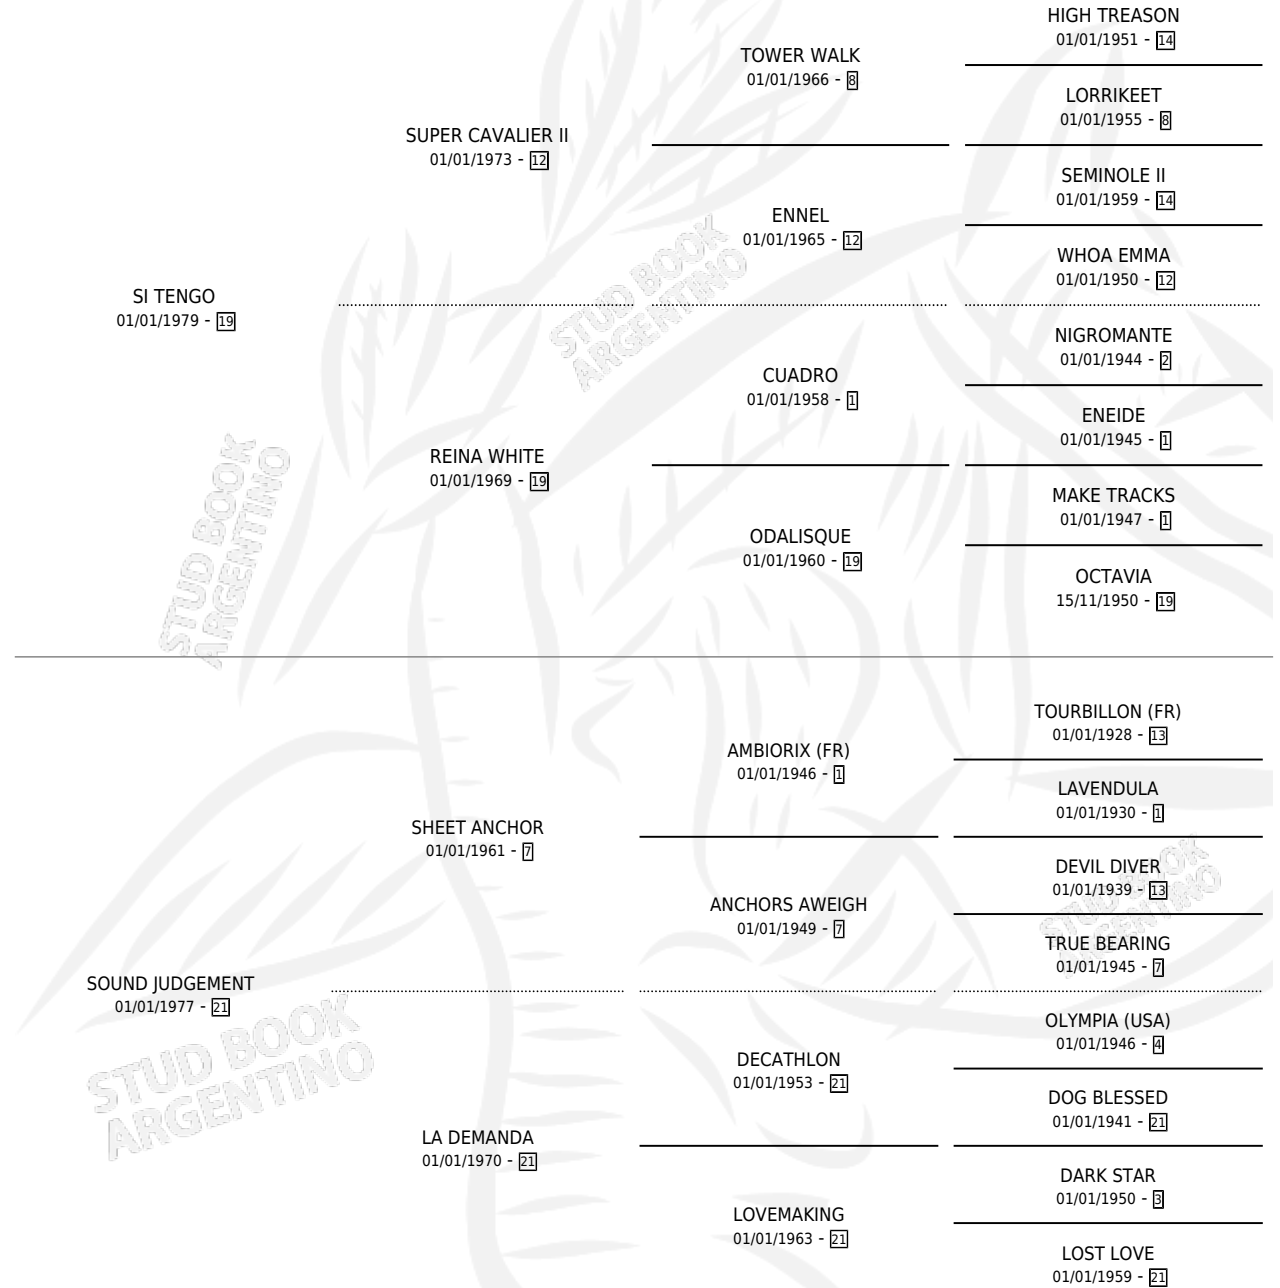 HIGH TREASON
01/01/1951 - 14
TOWER WALK
01/01/1966 - 8
LORRIKEET
01/01/1955 - 8
SUPER CAVALIER II
01/01/1973 - 12
SEMINOLE II
01/01/1959 - 14
ENNEL
01/01/1965 - 12
WHOA EMMA
01/01/1950 - 12
SI TENGO
01/01/1979 - 19
STUD BOOK
ARGENTINO
NIGROMANTE
01/01/1944 - 2
CUADRO
01/01/1958 - 1
ENEIDE
01/01/1945 - 1
REINA WHITE
01/01/1969 - 19
MAKE TRACKS
01/01/1947 - 1
ODALISQUE
01/01/1960 - 19
OCTAVIA
15/11/1950 - 19
STUD BOOK
ARGENTINO
TOURBILLON (FR)
01/01/1928 - 13
AMBIORIX (FR)
01/01/1946 - 1
LAVENDULA
01/01/1930 - 1
SHEET ANCHOR
01/01/1961 - 7
DEVIL DIVER
01/01/1939 - 13
ANCHORS AWEIGH
01/01/1949 - 7
STUD BOOK
ARGENTINO
TRUE BEARING
01/01/1945 - 7
SOUND JUDGEMENT
01/01/1977 - 21
STUD BOOK
ARGENTINO
OLYMPIA (USA)
01/01/1946 - 4
DECATHLON
01/01/1953 - 21
DOG BLESSED
01/01/1941 - 21
LA DEMANDA
01/01/1970 - 21
DARK STAR
01/01/1950 - 3
LOVEMAKING
01/01/1963 - 21
LOST LOVE
01/01/1959 - 21